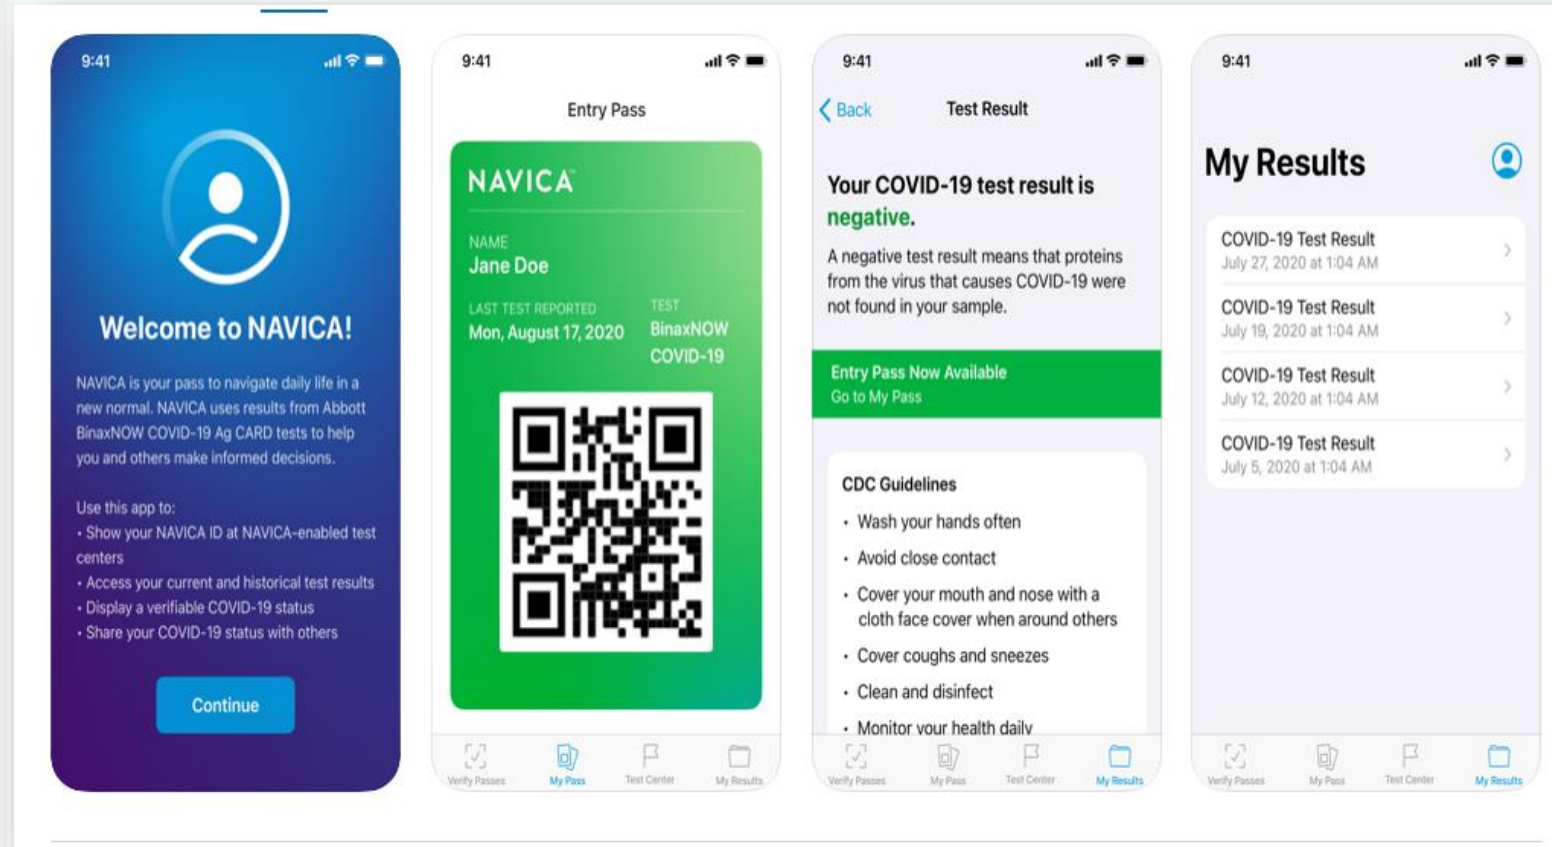 9:41
Welcome to NAVICA!
NAVICA is your pass to navigate daily life in a
new normal. NAVICA uses results from Abbott
BinaxNOW COVID-19 Ag CARD tests to help
you and others make informed decisions.
Use this app to:
• Show your NAVICA ID at NAVICA-enabled test
centers
• Access your current and historical test results
• Display a verifiable COVID-19 status
• Share your COVID-19 status with others
Continue
9:41
Entry Pass
NAVICA™
NAME
Jane Doe
LAST TEST REPORTED
Mon, August 17, 2020
TEST
BinaxNOW
COVID-19
Verify Passes
My Pass
Test Center
My Results
9:41
Back
Test Result
Your COVID-19 test result is
negative.
A negative test result means that proteins
from the virus that causes COVID-19 were
not found in your sample.
Entry Pass Now Available
Go to My Pass
CDC Guidelines
• Wash your hands often
• Avoid close contact
• Cover your mouth and nose with a
cloth face cover when around others
• Cover coughs and sneezes
• Clean and disinfect
• Monitor your health daily
Verify Passes
My Pass
Test Center
My Results
9:41
My Results
COVID-19 Test Result
July 27, 2020 at 1:04 AM
COVID-19 Test Result
July 19, 2020 at 1:04 AM
COVID-19 Test Result
July 12, 2020 at 1:04 AM
COVID-19 Test Result
July 5, 2020 at 1:04 AM
Verify Passes
My Pass
Test Center
My Results